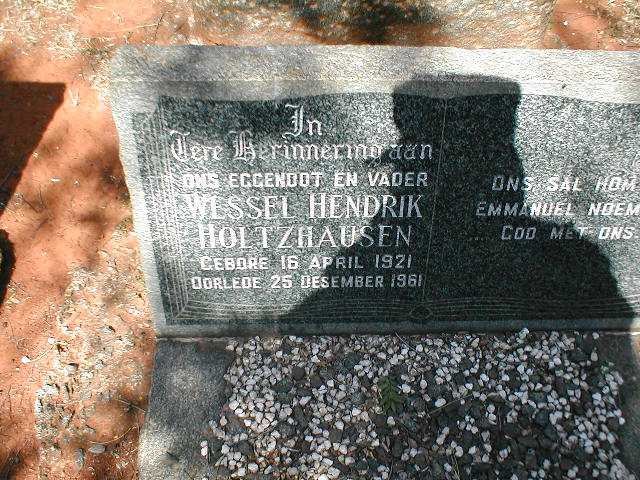 In
Tere Herinnering aan
ONS EGGENOOT EN VADER
WESSEL HENDRIK
HOLTZHAUSEN
GEBORE 16 APRIL 1921
OORLEDE 25 DESEMBER 1961
ONS SAL HOM
EMMANUEL NOEM
GOD MET ONS